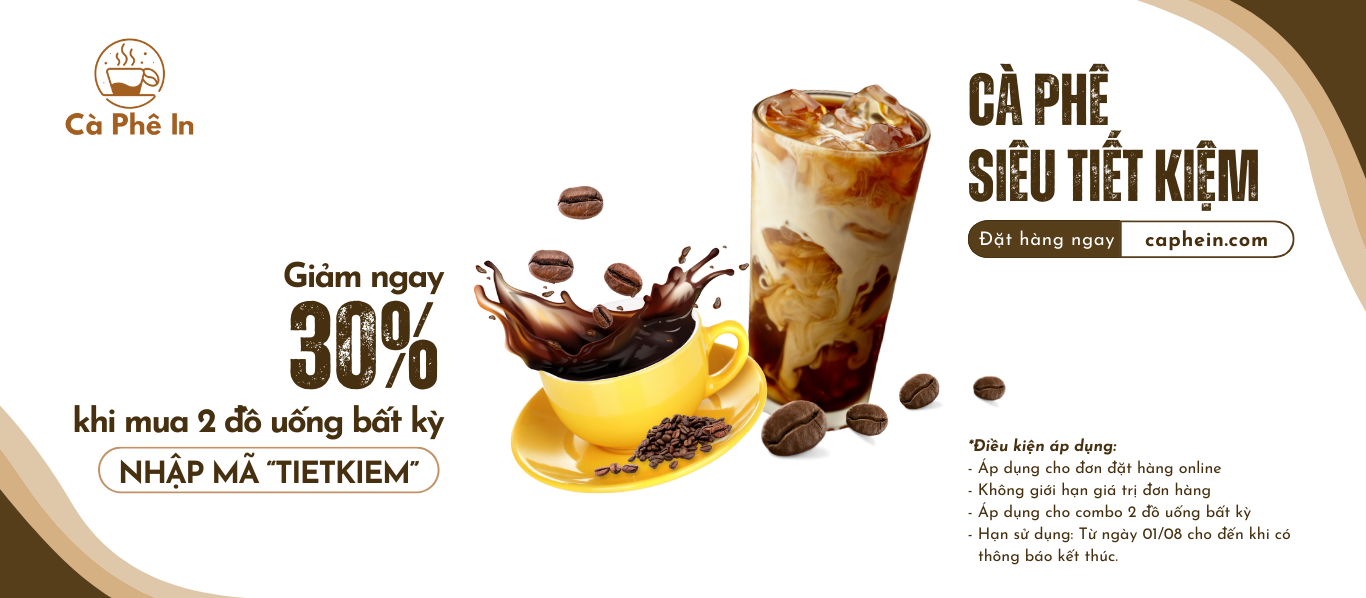 Cà Phê In
Giảm ngay
30%
khi mua 2 đồ uống bất kỳ
NHẬP MÃ “TIETKIEM”
CÀ PHÊ
SIÊU TIẾT KIỆM
Đặt hàng ngay caphein.com
*Điều kiện áp dụng:
- Áp dụng cho đơn đặt hàng online
- Không giới hạn giá trị đơn hàng
- Áp dụng cho combo 2 đồ uống bất kỳ
- Hạn sử dụng: Từ ngày 01/08 cho đến khi có
thông báo kết thúc.